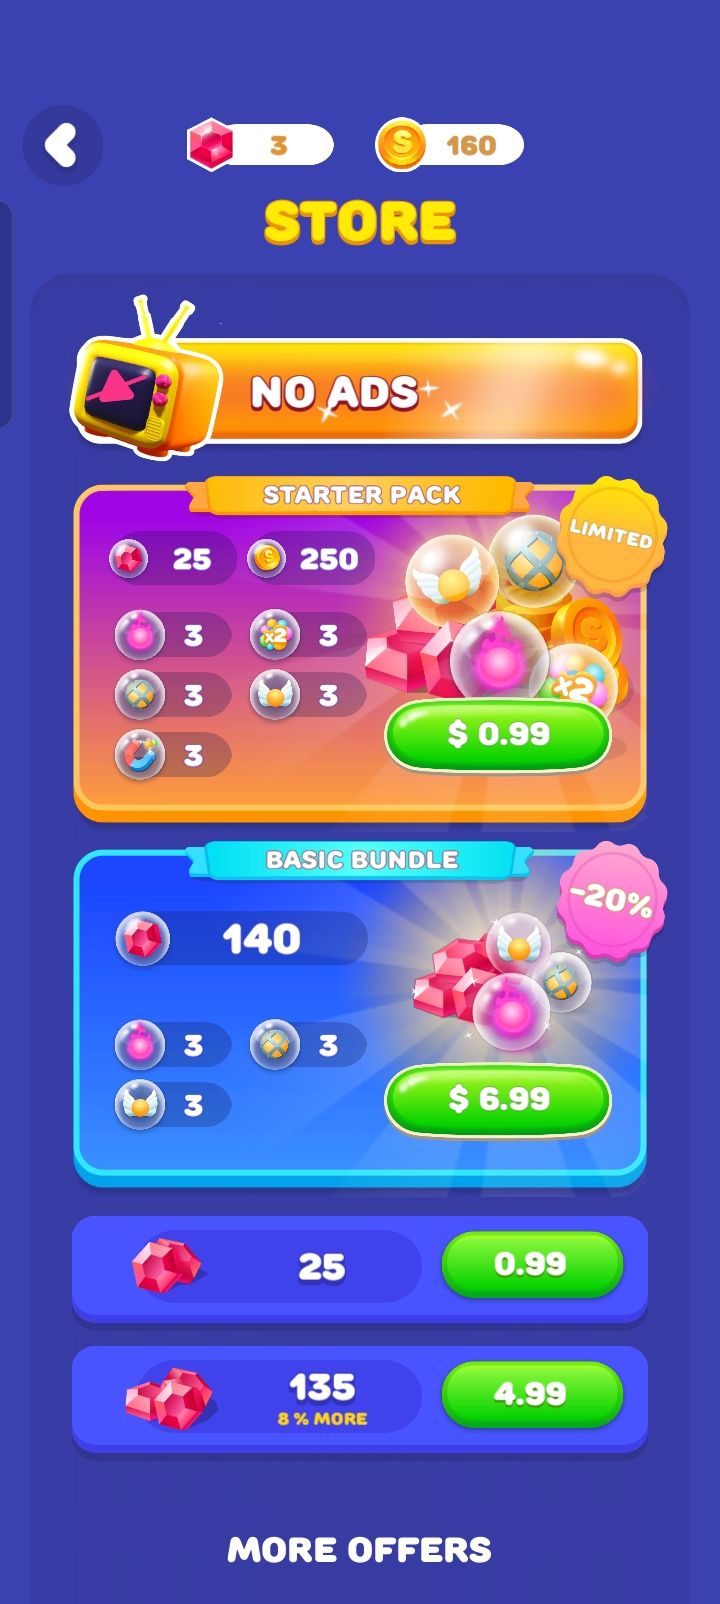 3
160
STORE
NO ADS
STARTER PACK
LIMITED
25
250
3
x2
3
3
3
x2
$ 0.99
3
BASIC BUNDLE
-20%
140
3
3
3
$ 6.99
25
0.99
135
8 % MORE
4.99
MORE OFFERS